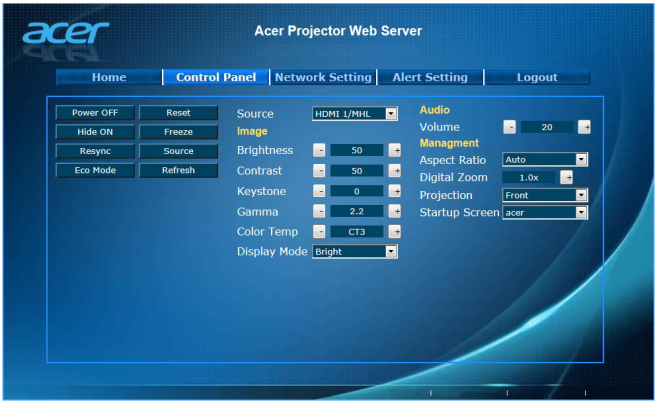 acer
Acer Projector Web Server
Home Control Panel Network Setting Alert Setting Logout
Power OFF Reset
Hide ON Freeze
Resync Source
Eco Mode Refresh
Source HDMI 1/MHL
Image
Brightness - 50 +
Contrast - 50 +
Keystone - 0 +
Gamma - 2.2 +
Color Temp - CT3 +
Display Mode Bright
Audio
Volume - 20 +
Managment
Aspect Ratio Auto
Digital Zoom 1.0x +
Projection Front
Startup Screen acer